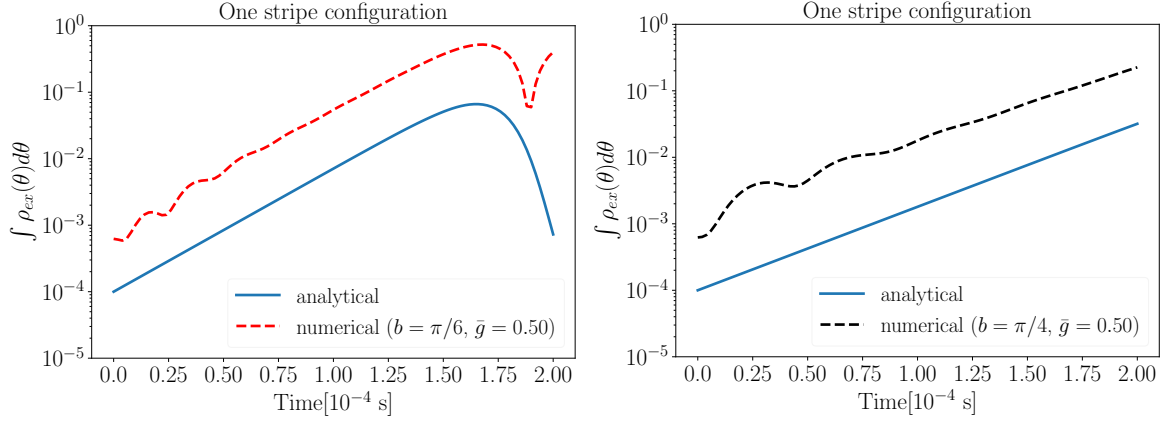 One stripe configuration
10^0
10^-1
10^-2
10^-3
10^-4
10^-5
∫ ρ_ex(θ)dθ
analytical
numerical (b = π/6, ḡ = 0.50)
0.0 0.25 0.50 0.75 1.00 1.25 1.50 1.75 2.00
Time[10^-4 s]
One stripe configuration
10^0
10^-1
10^-2
10^-3
10^-4
10^-5
∫ ρ_ex(θ)dθ
analytical
numerical (b = π/4, ḡ = 0.50)
0.0 0.25 0.50 0.75 1.00 1.25 1.50 1.75 2.00
Time[10^-4 s]